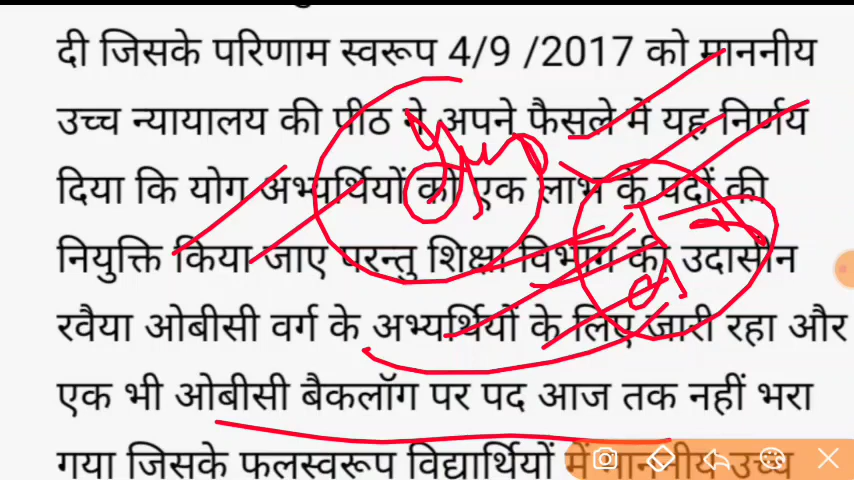 दी जिसके परिणाम स्वरूप 4/9 /2017 को माननीय
उच्च न्यायालय की पीठ ने अपने फैसले में यह निर्णय
दिया कि योग अभ्यर्थियों को एक लाभ के पदों की
नियुक्ति किया जाए परन्तु शिक्षा विभाग की उदासीन
रवैया ओबीसी वर्ग के अभ्यर्थियों के लिए जारी रहा और
एक भी ओबीसी बैकलॉग पर पद आज तक नहीं भरा
गया जिसके फलस्वरूप विद्यार्थियों में माननीय उच्च